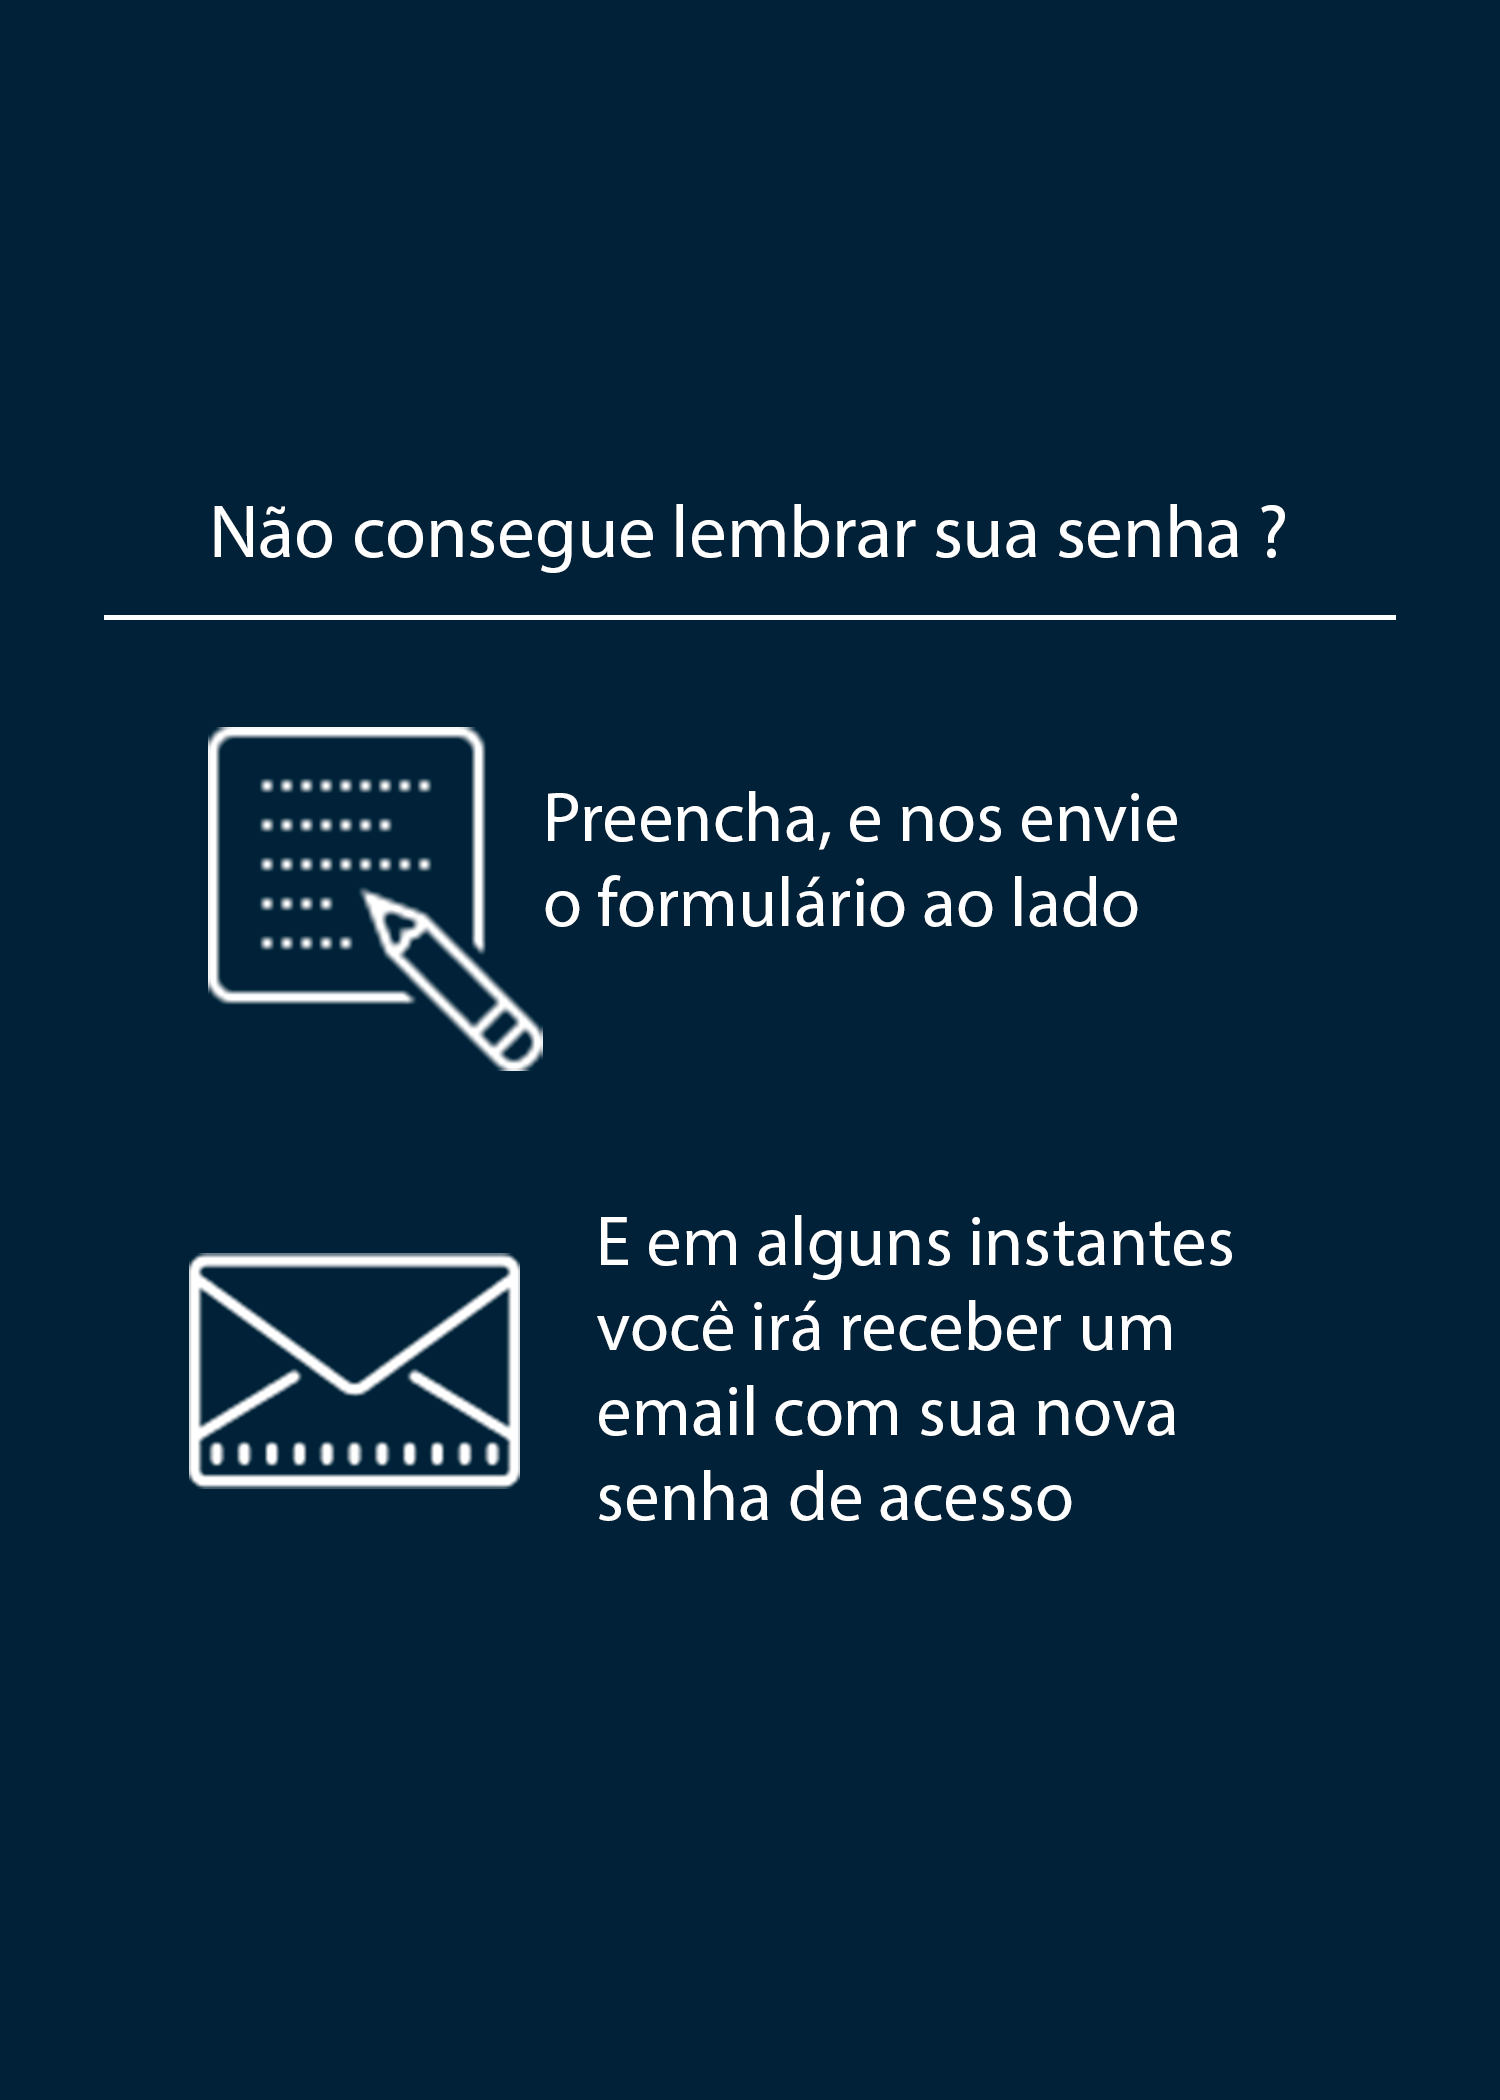 Não consegue lembrar sua senha ?
Preencha, e nos envie
o formulário ao lado
E em alguns instantes
você irá receber um
email com sua nova
senha de acesso